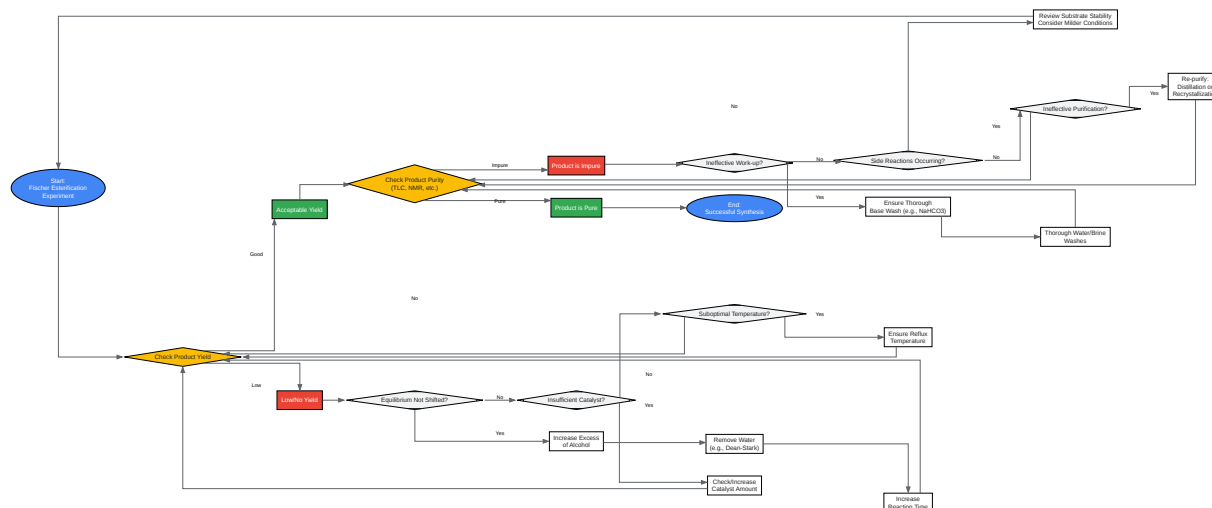 Review Substrate Stability
Consider Milder Conditions
Re-purify:
Distillation or
Yes
Ineffective Purification?
No
Yes
Impure
Product is Impure
Ineffective Work-up?
No
Side Reactions Occurring?
No
Start:
Fischer Esterification
Experiment
Check Product Purity
(TLC, NMR, etc.)
Yes
Pure
Acceptable Yield
Product is Pure
End:
Successful Synthesis
Ensure Thorough
Base Wash (e.g., NaHCO3)
Thorough Water/Brine
Washes
Good
No
Suboptimal Temperature?
Yes
Ensure Reflux
Temperature
Check Product Yield
No
Low
Low/No Yield
Equilibrium Not Shifted?
No
Insufficient Catalyst?
Yes
Yes
Increase Excess
of Alcohol
Remove Water
(e.g., Dean-Stark)
Check/Increase
Catalyst Amount
Increase
Reaction Time